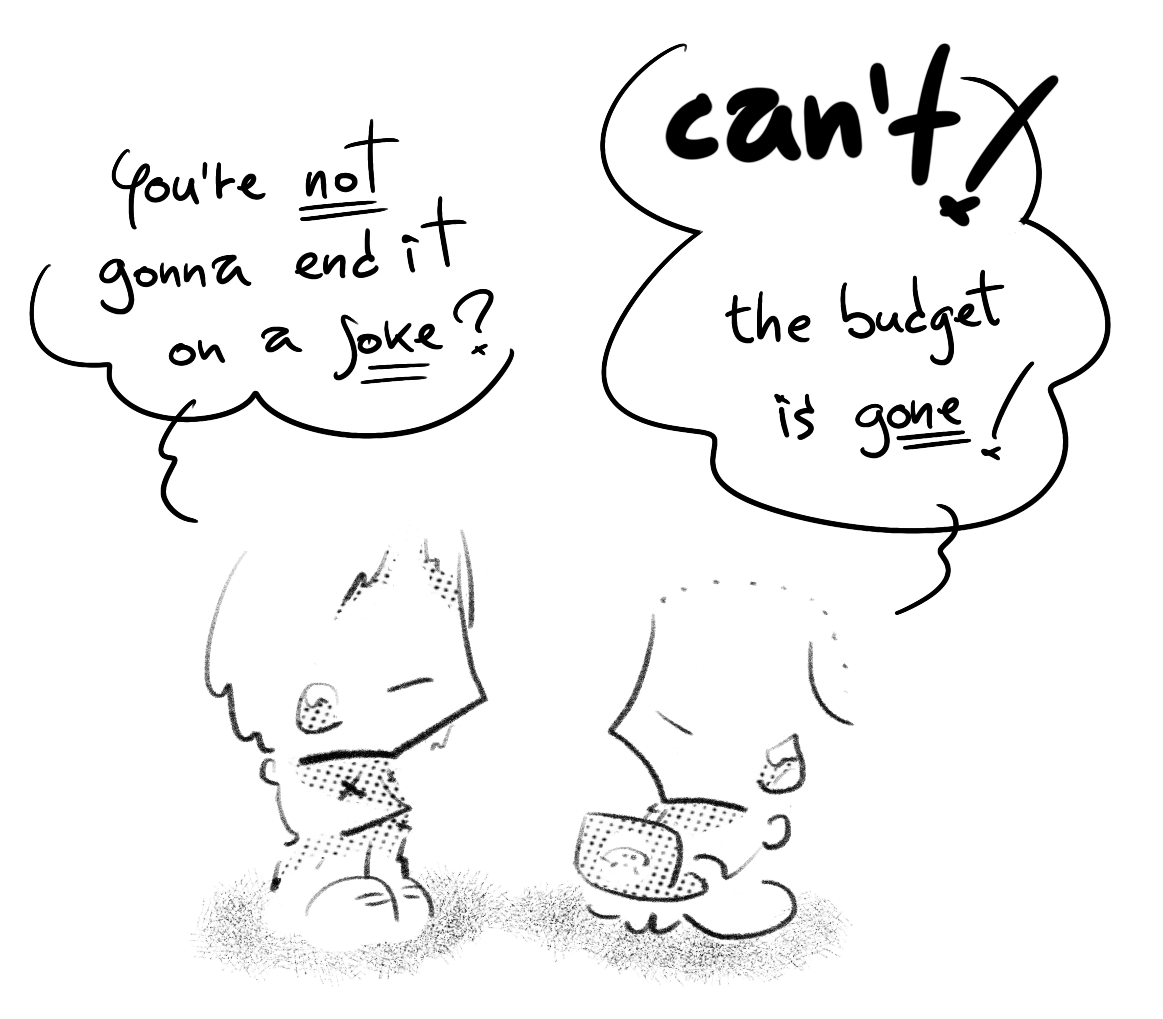 You're not
gonna end it
on a joke?
can't!
the budget
is gone!